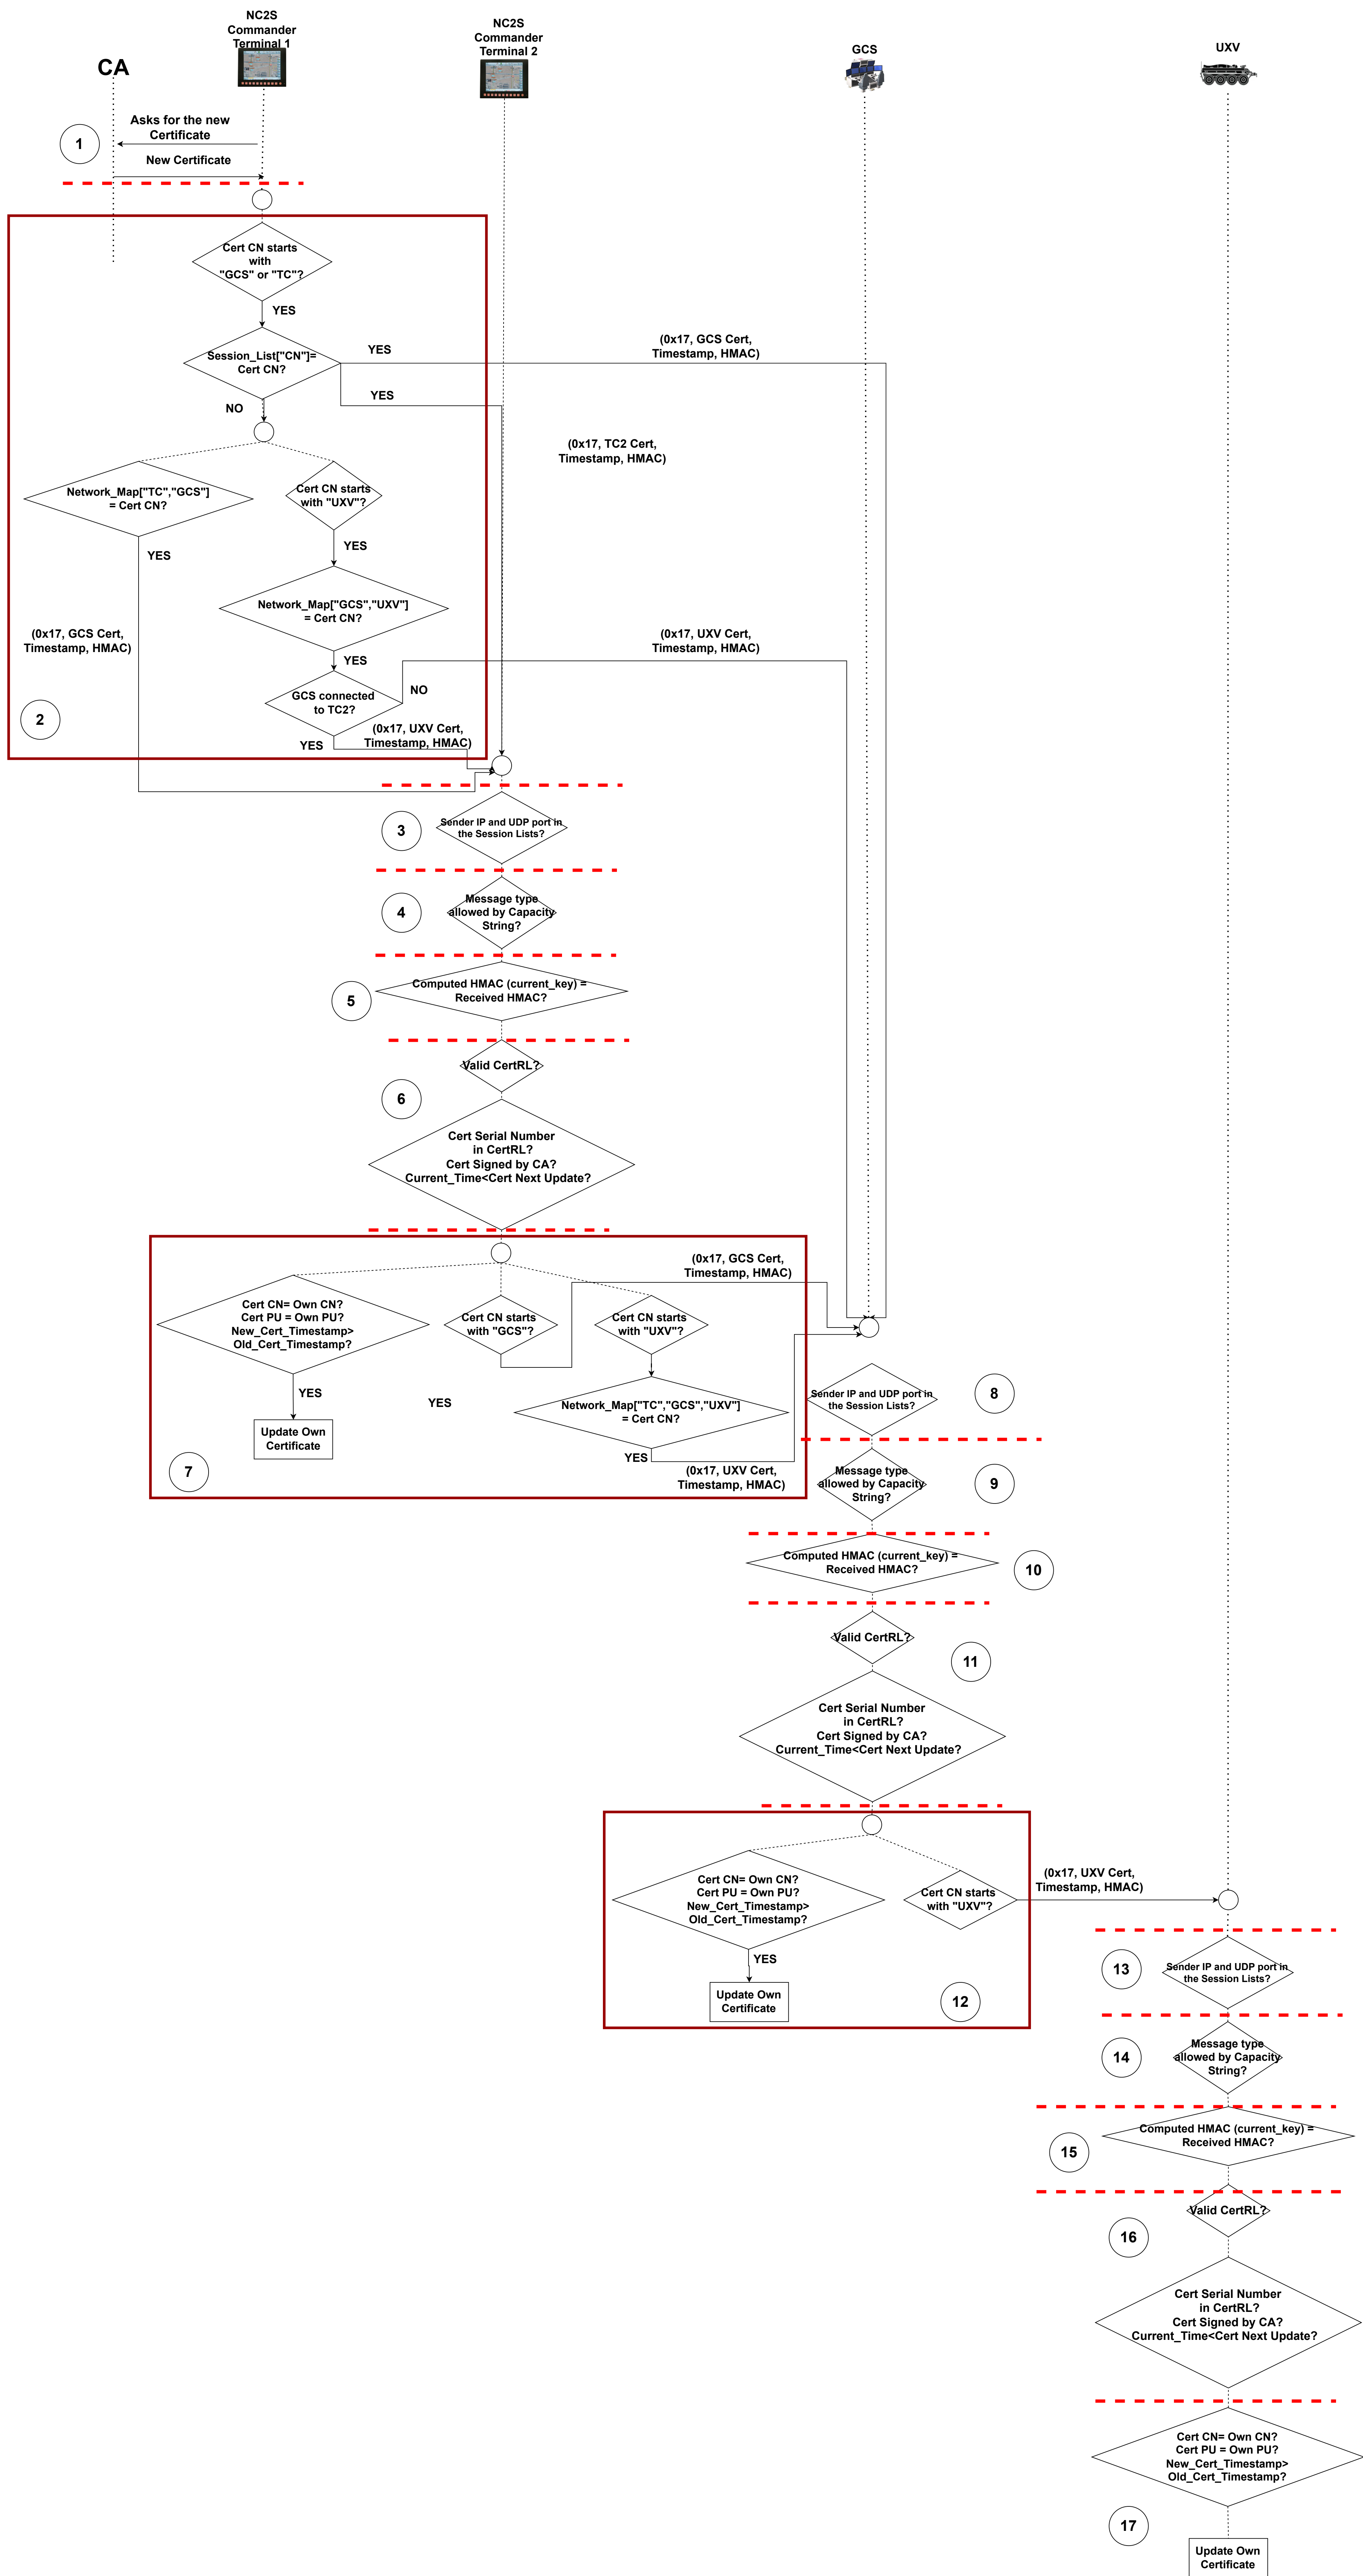 NC2S
Commander
Terminal 1
NC2S
Commander
Terminal 2
GCS
UXV
CA
Asks for the new
Certificate
1
New Certificate
Cert CN starts
with
"GCS" or "TC"?
YES
Session_List["CN"]=
Cert CN?
YES
(0x17, GCS Cert,
Timestamp, HMAC)
YES
NO
(0x17, TC2 Cert,
Timestamp, HMAC)
Network_Map["TC","GCS"]
= Cert CN?
Cert CN starts
with "UXV"?
YES
YES
Network_Map["GCS","UXV"]
= Cert CN?
(0x17, GCS Cert,
Timestamp, HMAC)
YES
(0x17, UXV Cert,
Timestamp, HMAC)
GCS connected
to TC2?
NO
2
(0x17, UXV Cert,
Timestamp, HMAC)
YES
3
Sender IP and UDP port in
the Session Lists?
4
Message type
allowed by Capacity
String?
5
Computed HMAC (current_key) =
Received HMAC?
Valid CertRL?
6
Cert Serial Number
in CertRL?
Cert Signed by CA?
Current_Time<Cert Next Update?
(0x17, GCS Cert,
Timestamp, HMAC)
Cert CN= Own CN?
Cert PU = Own PU?
New_Cert_Timestamp>
Old_Cert_Timestamp?
Cert CN starts
with "GCS"?
Cert CN starts
with "UXV"?
YES
YES
Network_Map["TC","GCS","UXV"]
= Cert CN?
Update Own
Certificate
YES
(0x17, UXV Cert,
Timestamp, HMAC)
7
Sender IP and UDP port in
the Session Lists?
8
Message type
allowed by Capacity
String?
9
Computed HMAC (current_key) =
Received HMAC?
10
Valid CertRL?
11
Cert Serial Number
in CertRL?
Cert Signed by CA?
Current_Time<Cert Next Update?
Cert CN= Own CN?
Cert PU = Own PU?
New_Cert_Timestamp>
Old_Cert_Timestamp?
Cert CN starts
with "UXV"?
(0x17, UXV Cert,
Timestamp, HMAC)
YES
Update Own
Certificate
12
13
Sender IP and UDP port in
the Session Lists?
14
Message type
allowed by Capacity
String?
15
Computed HMAC (current_key) =
Received HMAC?
Valid CertRL?
16
Cert Serial Number
in CertRL?
Cert Signed by CA?
Current_Time<Cert Next Update?
Cert CN= Own CN?
Cert PU = Own PU?
New_Cert_Timestamp>
Old_Cert_Timestamp?
17
Update Own
Certificate